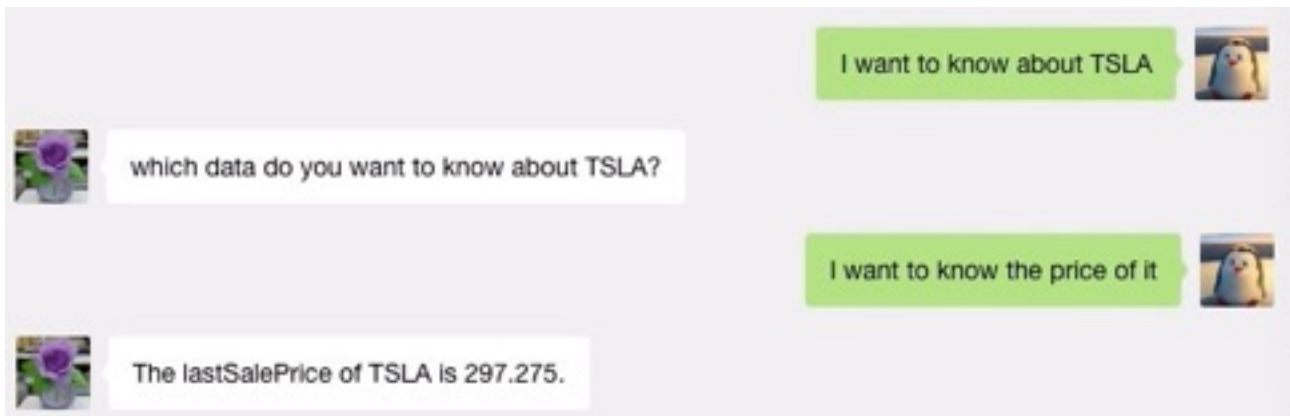 I want to know about TSLA
which data do you want to know about TSLA?
I want to know the price of it
The lastSalePrice of TSLA is 297.275.